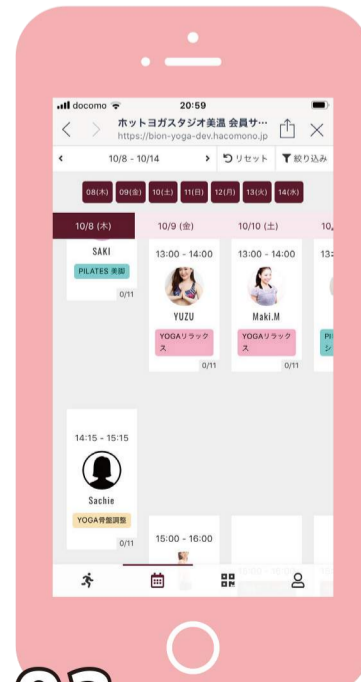 docomo 20:59
ホットヨガスタジオ美温 会員サ…
https://bion-yoga-dev.hacomono.jp
10/8 - 10/14 リセット 絞り込み
08(木) 09(金) 10(土) 11(日) 12(月) 13(火) 14(水)
10/8 (木) 10/9 (金) 10/10 (土) 10
SAKI
PILATES 美脚
0/11
13:00 - 14:00
YUZU
YOGAリラックス
ス
0/11
13:00 - 14:00
Maki.M
YOGAリラック
ス
0/11
13:
14:15 - 15:15
Sachie
YOGA骨盤調整
0/11
15:00 - 16:00